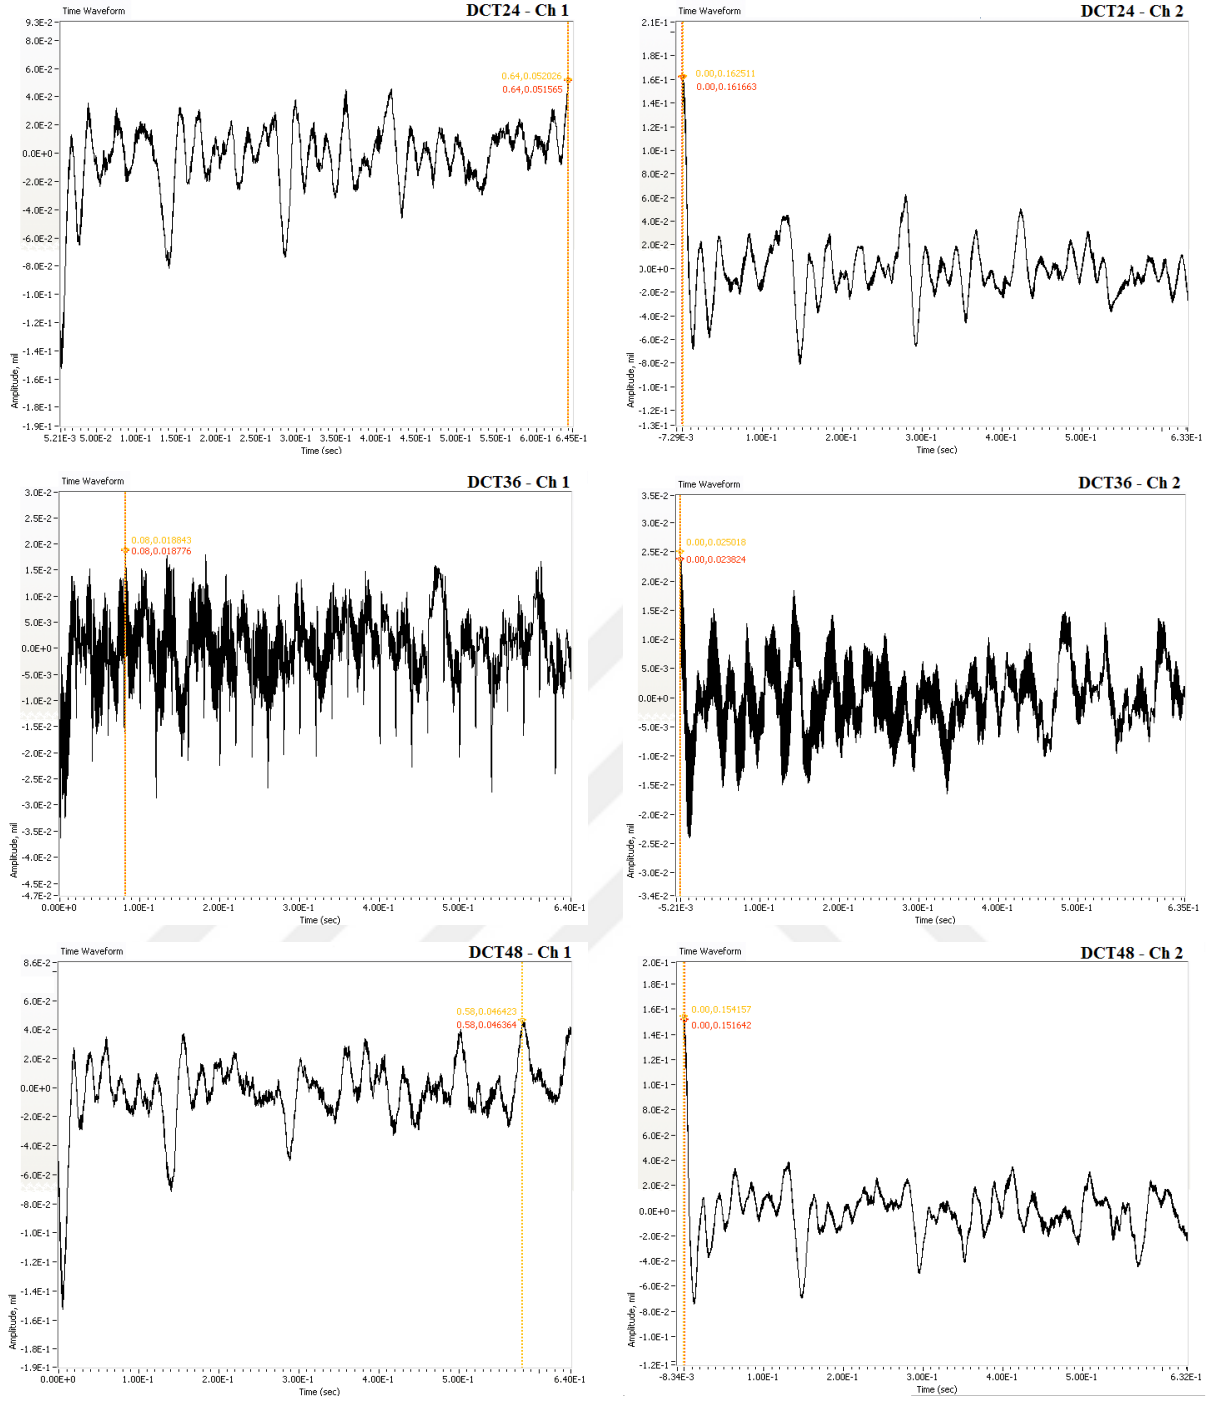 Time Waveform
DCT24 - Ch 1
9.3E-2
8.0E-2
6.0E-2
4.0E-2
2.0E-2
0.0E+0
-2.0E-2
-4.0E-2
-6.0E-2
-8.0E-2
-1.0E-1
-1.2E-1
-1.4E-1
-1.6E-1
-1.8E-1
-1.9E-1
Amplitude, mil
0.64,0.052026
0.64,0.051565
5.21E-3 5.00E-2 1.00E-1 1.50E-1 2.00E-1 2.50E-1 3.00E-1 3.50E-1 4.00E-1 4.50E-1 5.00E-1 5.50E-1 6.00E-1 6.45E-1
Time (sec)
Time Waveform
DCT24 - Ch 2
2.1E-1
1.8E-1
1.6E-1
1.4E-1
1.2E-1
1.0E-1
8.0E-2
6.0E-2
4.0E-2
2.0E-2
0.0E+0
-2.0E-2
-4.0E-2
-6.0E-2
-8.0E-2
-1.0E-1
-1.2E-1
-1.3E-1
Amplitude, mil
0.00,0.162511
0.00,0.161663
-7.29E-3 1.00E-1 2.00E-1 3.00E-1 4.00E-1 5.00E-1 6.33E-1
Time (sec)
Time Waveform
DCT36 - Ch 1
3.0E-2
2.5E-2
2.0E-2
1.5E-2
1.0E-2
5.0E-3
0.0E+0
-5.0E-3
-1.0E-2
-1.5E-2
-2.0E-2
-2.5E-2
-3.0E-2
-3.5E-2
-4.0E-2
-4.5E-2
-4.7E-2
Amplitude, mil
0.08,0.018843
0.08,0.018776
0.00E+0 1.00E-1 2.00E-1 3.00E-1 4.00E-1 5.00E-1 6.40E-1
Time (sec)
Time Waveform
DCT36 - Ch 2
3.5E-2
3.0E-2
2.5E-2
2.0E-2
1.5E-2
1.0E-2
5.0E-3
0.0E+0
-5.0E-3
-1.0E-2
-1.5E-2
-2.0E-2
-2.5E-2
-3.0E-2
-3.4E-2
Amplitude, mil
0.00,0.025018
0.00,0.023824
-5.21E-3 1.00E-1 2.00E-1 3.00E-1 4.00E-1 5.00E-1 6.35E-1
Time (sec)
Time Waveform
DCT48 - Ch 1
8.6E-2
6.0E-2
4.0E-2
2.0E-2
0.0E+0
-2.0E-2
-4.0E-2
-6.0E-2
-8.0E-2
-1.0E-1
-1.2E-1
-1.4E-1
-1.6E-1
-1.8E-1
-1.9E-1
Amplitude, mil
0.58,0.046423
0.58,0.046364
0.00E+0 1.00E-1 2.00E-1 3.00E-1 4.00E-1 5.00E-1 6.40E-1
Time (sec)
Time Waveform
DCT48 - Ch 2
2.0E-1
1.8E-1
1.6E-1
1.4E-1
1.2E-1
1.0E-1
8.0E-2
6.0E-2
4.0E-2
2.0E-2
0.0E+0
-2.0E-2
-4.0E-2
-6.0E-2
-8.0E-2
-1.0E-1
-1.2E-1
Amplitude, mil
0.00,0.154157
0.00,0.151642
-8.34E-3 1.00E-1 2.00E-1 3.00E-1 4.00E-1 5.00E-1 6.32E-1
Time (sec)